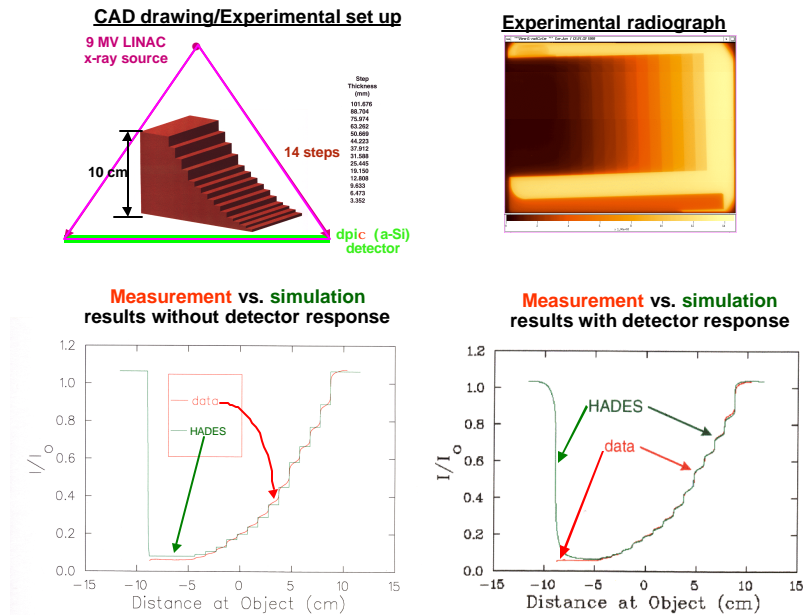 CAD drawing/Experimental set up
9 MV LINAC
x-ray source
10 cm
14 steps
Step
Thickness
(mm)
101.676
88.704
75.974
63.262
50.669
44.223
37.912
31.588
25.445
19.150
12.808
9.633
6.473
3.352
dpic (a-Si)
detector
Experimental radiograph
Measurement vs. simulation
results without detector response
1.2
1.0
0.8
0.6
0.4
0.2
0.0
I/Io
data
HADES
-15 -10 -5 0 5 10 15
Distance at Object (cm)
Measurement vs. simulation
results with detector response
1.2
1.0
0.8
0.6
0.4
0.2
0.0
I/Io
HADES
data
-15 -10 -5 0 5 10 15
Distance at Object (cm)